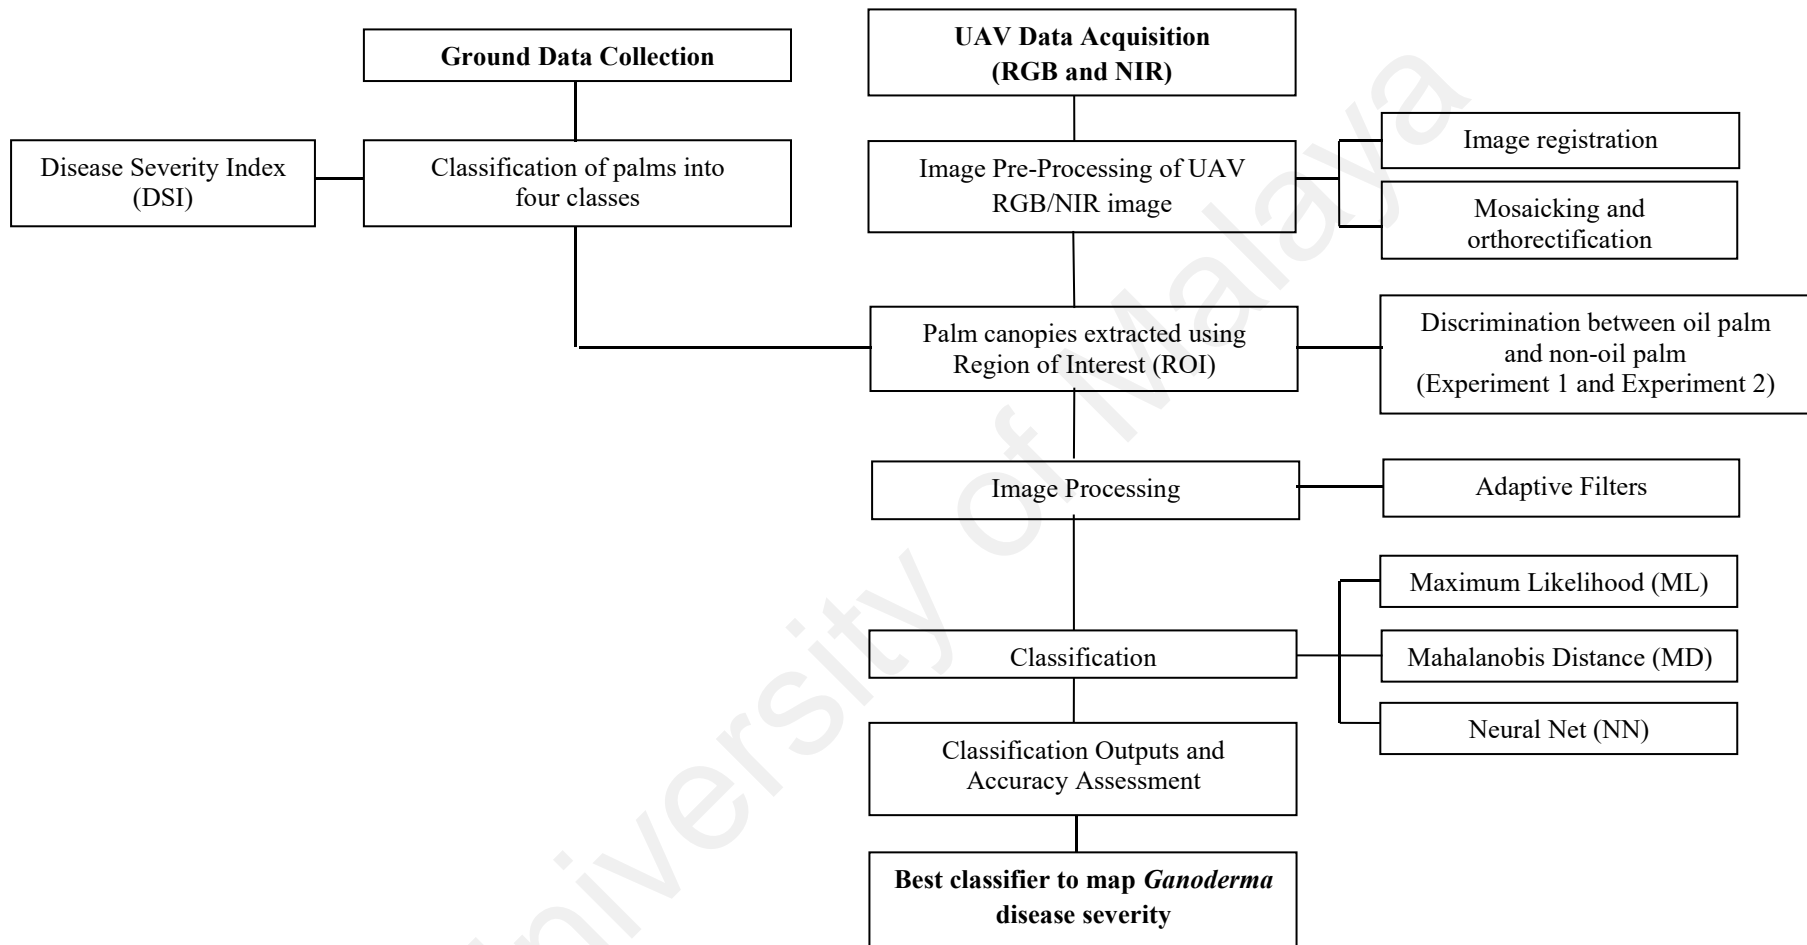 Ground Data Collection
UAV Data Acquisition
(RGB and NIR)
Disease Severity Index
(DSI)
Classification of palms into
four classes
Image Pre-Processing of UAV
RGB/NIR image
Image registration
Mosaicking and
orthorectification
Palm canopies extracted using
Region of Interest (ROI)
Discrimination between oil palm
and non-oil palm
(Experiment 1 and Experiment 2)
Image Processing
Adaptive Filters
Classification
Maximum Likelihood (ML)
Mahalanobis Distance (MD)
Neural Net (NN)
Classification Outputs and
Accuracy Assessment
Best classifier to map Ganoderma
disease severity
University of Malaya